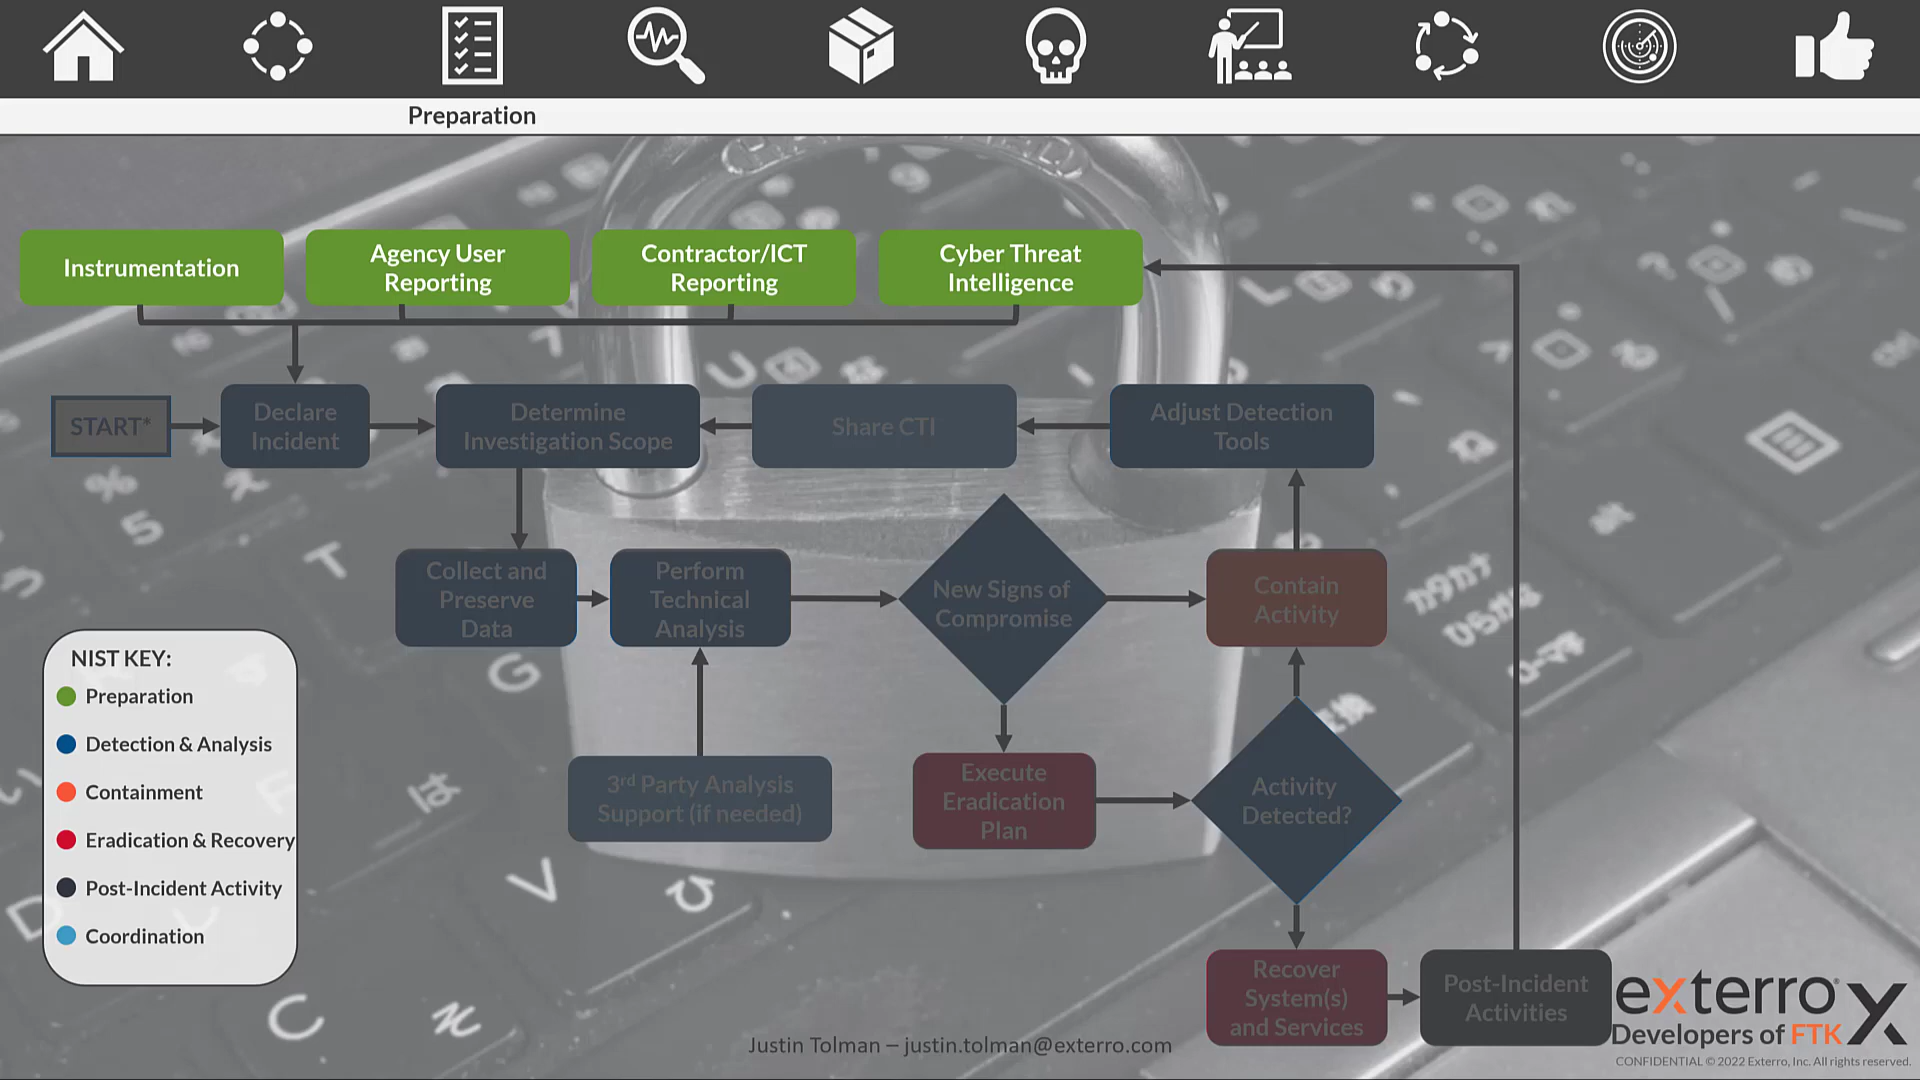 Preparation
Instrumentation
Agency User
Reporting
Contractor/ICT
Reporting
Cyber Threat
Intelligence
START*
Declare
Incident
Determine
Investigation Scope
Share CTI
Adjust Detection
Tools
Collect and
Preserve
Data
Perform
Technical
Analysis
New Signs of
Compromise
Contain
Activity
NIST KEY:
Preparation
Detection & Analysis
Containment
Eradication & Recovery
Post-Incident Activity
Coordination
3rd Party Analysis
Support (if needed)
Execute
Eradication
Plan
Activity
Detected?
Recover
System(s)
and Services
Post-Incident
Activities
Justin Tolman – justin.tolman@exterro.com
exterro®
Developers of FTK
CONFIDENTIAL © 2022 Exterro, Inc. All rights reserved.